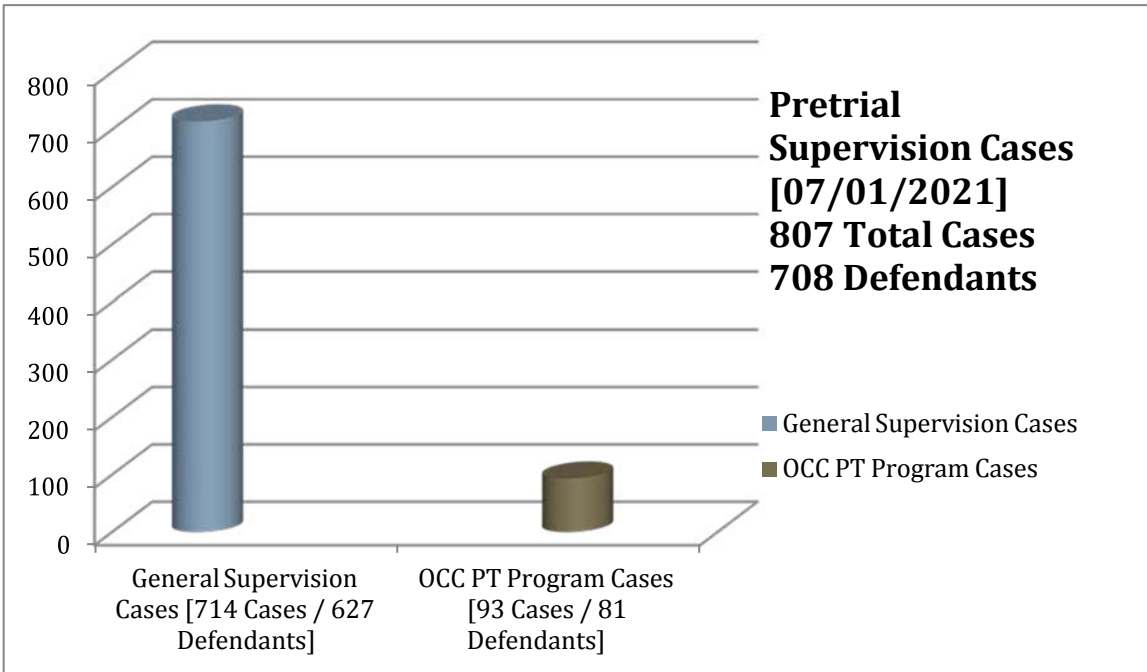 800
700
600
500
400
300
200
100
0
General Supervision
Cases [714 Cases / 627
Defendants]
OCC PT Program Cases
[93 Cases / 81
Defendants]
Pretrial
Supervision Cases
[07/01/2021]
807 Total Cases
708 Defendants
General Supervision Cases
OCC PT Program Cases